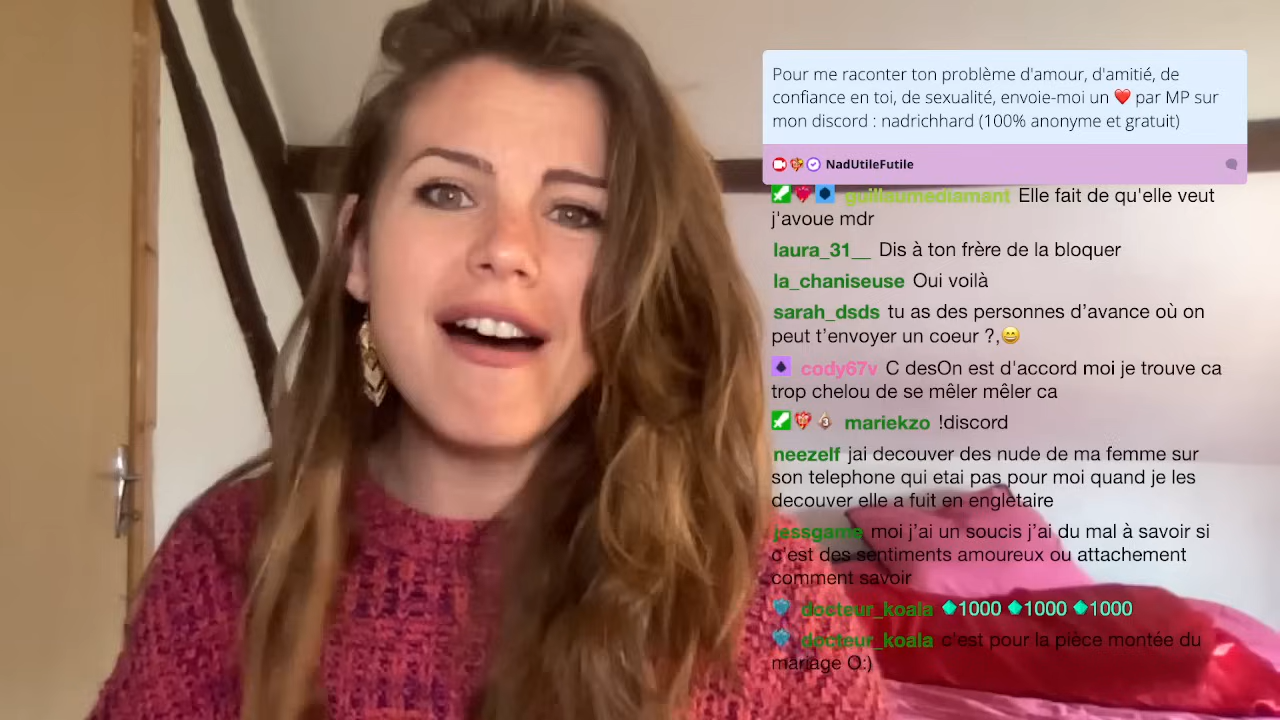 Pour me raconter ton problème d'amour, d'amitié, de
confiance en toi, de sexualité, envoie-moi un ❤️ par MP sur
mon discord : nadrichhard (100% anonyme et gratuit)
NadUtileFutile
guillaumediamant Elle fait de qu'elle veut
j'avoue mdr
laura_31__ Dis à ton frère de la bloquer
la_chaniseuse Oui voilà
sarah_dsds tu as des personnes d’avance où on
peut t’envoyer un coeur ?,😄
cody67v C desOn est d'accord moi je trouve ca
trop chelou de se mêler mêler ca
mariekzo !discord
neezelf jai decouver des nude de ma femme sur
son telephone qui etai pas pour moi quand je les
decouver elle a fuit en engletaire
jessgame moi j’ai un soucis j’ai du mal à savoir si
c'est des sentiments amoureux ou attachement
comment savoir
docteur_koala 1000 1000 1000
docteur_koala c'est pour la pièce montée du
mariage O:)